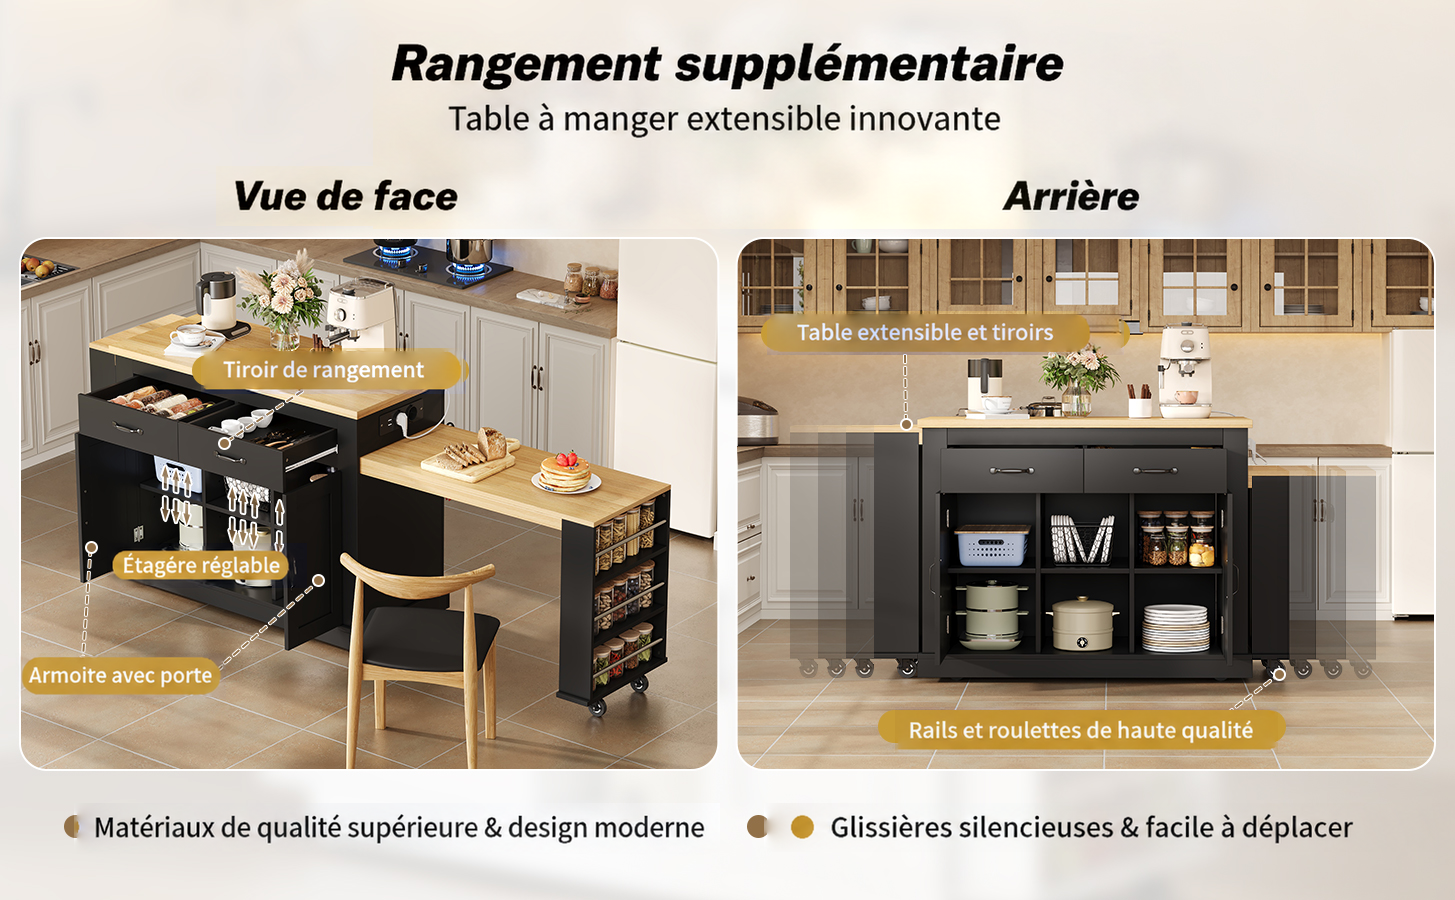 Rangement supplémentaire
Table à manger extensible innovante
Vue de face
Arrière
Tiroir de rangement
Étagére réglable
Armoite avec porte
Table extensible et tiroirs
Rails et roulettes de haute qualité
Matériaux de qualité supérieure & design moderne
Glissières silencieuses & facile à déplacer